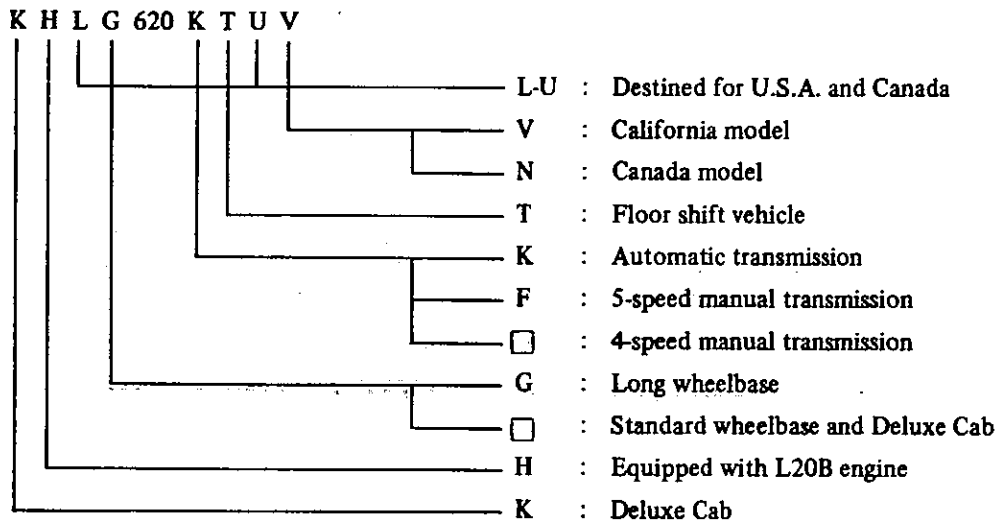 K H L G 620 K T U V
L-U : Destined for U.S.A. and Canada
V : California model
N : Canada model
T : Floor shift vehicle
K : Automatic transmission
F : 5-speed manual transmission
□ : 4-speed manual transmission
G : Long wheelbase
□ : Standard wheelbase and Deluxe Cab
H : Equipped with L20B engine
K : Deluxe Cab